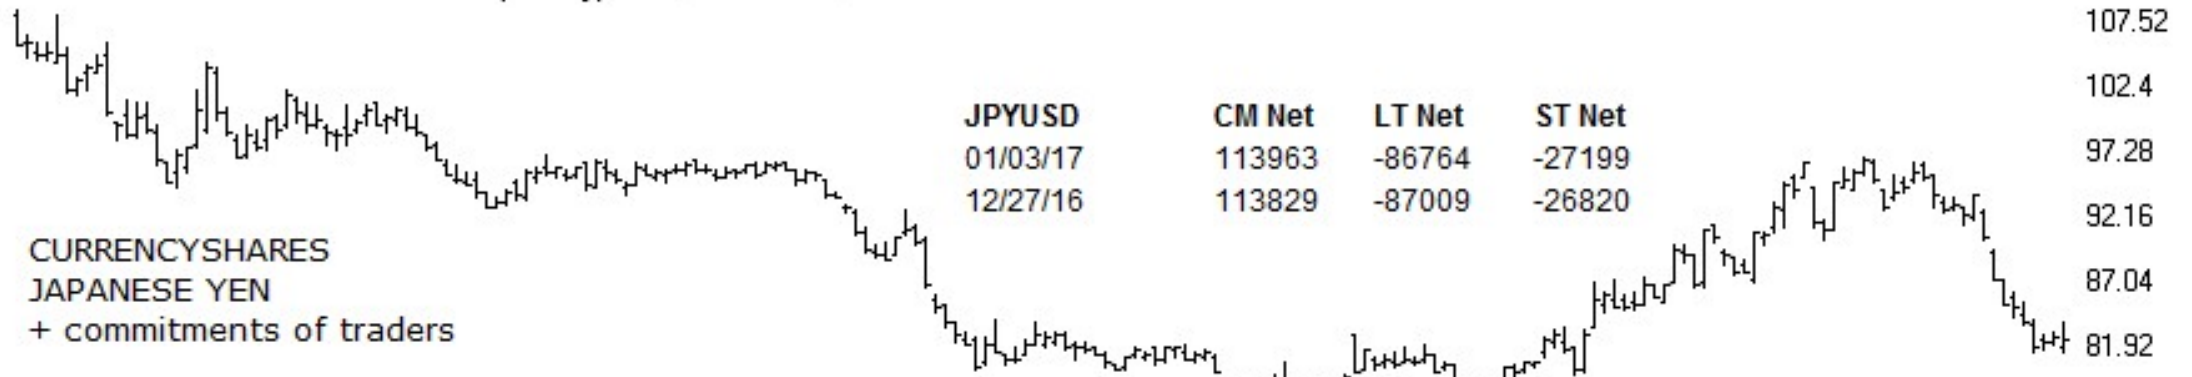 107.52
102.4
JPYUSD CM Net LT Net ST Net
01/03/17 113963 -86764 -27199
97.28
12/27/16 113829 -87009 -26820
92.16
CURRENCYSHARES
87.04
JAPANESE YEN
+ commitments of traders
81.92